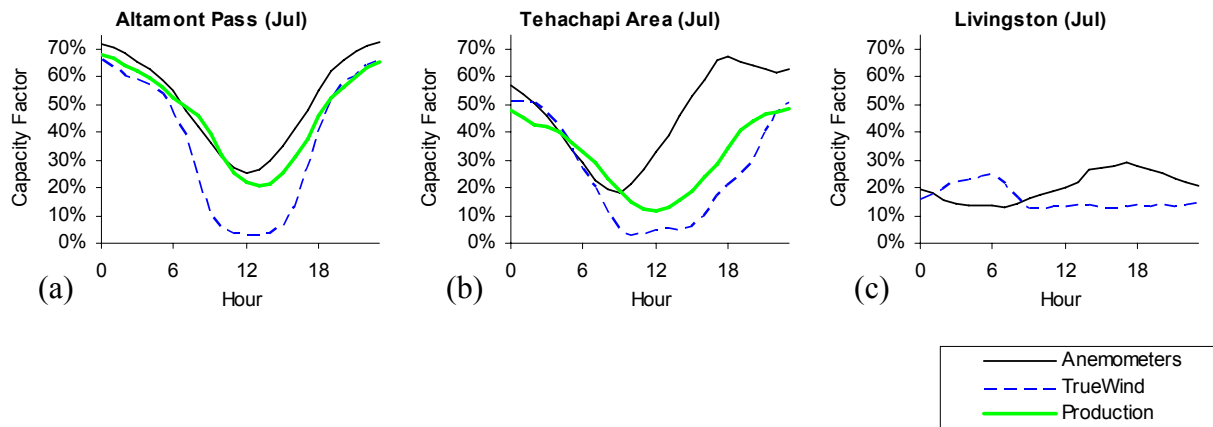 Altamont Pass (Jul)
Capacity Factor
70%
60%
50%
40%
30%
20%
10%
0%
0 6 12 18
Hour
(a)
Tehachapi Area (Jul)
Capacity Factor
70%
60%
50%
40%
30%
20%
10%
0%
0 6 12 18
Hour
(b)
Livingston (Jul)
Capacity Factor
70%
60%
50%
40%
30%
20%
10%
0%
0 6 12 18
Hour
(c)
Anemometers
TrueWind
Production